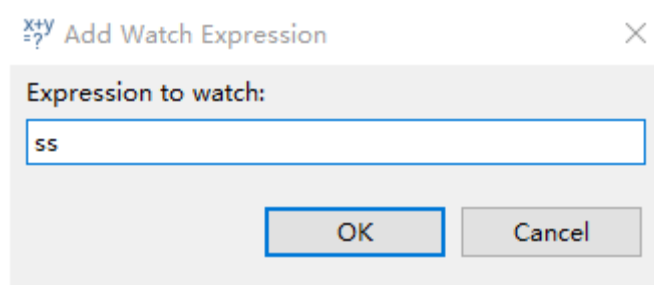 x+y
=?
Add Watch Expression
Expression to watch:
ss
OK
Cancel